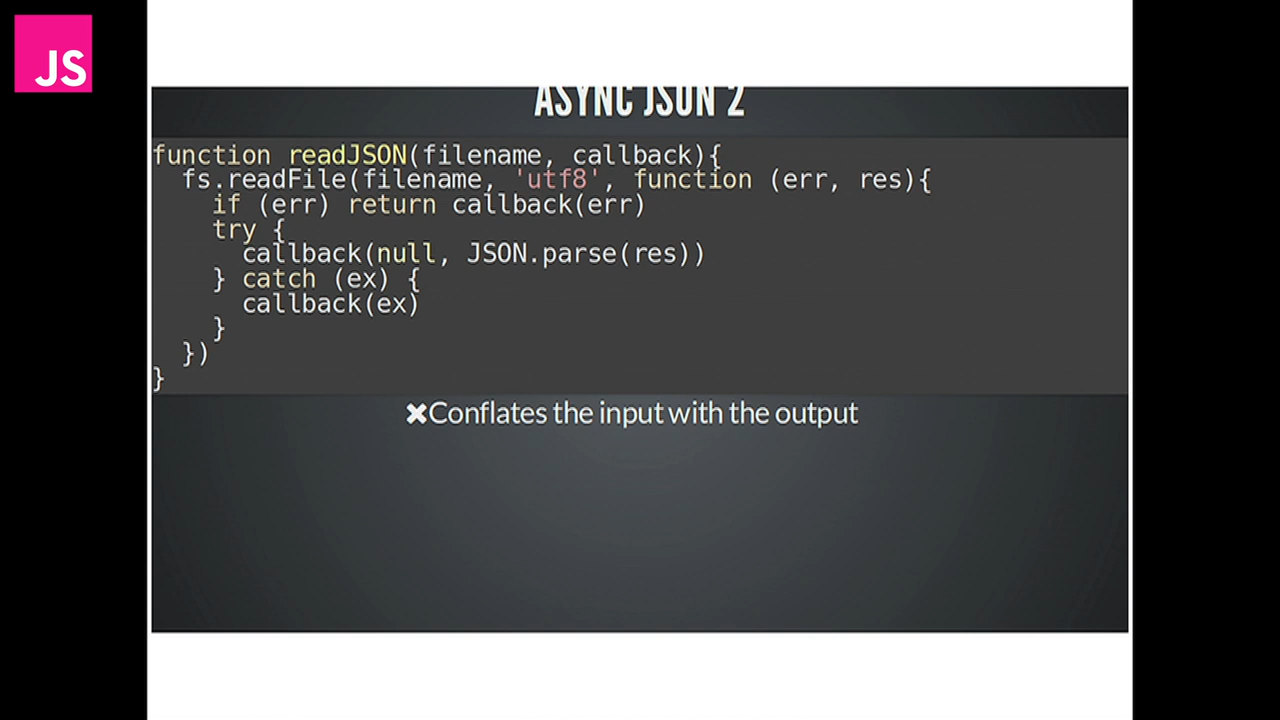 JS
ASYNC JSON 2
function readJSON(filename, callback){
  fs.readFile(filename, 'utf8', function (err, res){
    if (err) return callback(err)
    try {
      callback(null, JSON.parse(res))
    } catch (ex) {
      callback(ex)
    }
  })
}
✖Conflates the input with the output